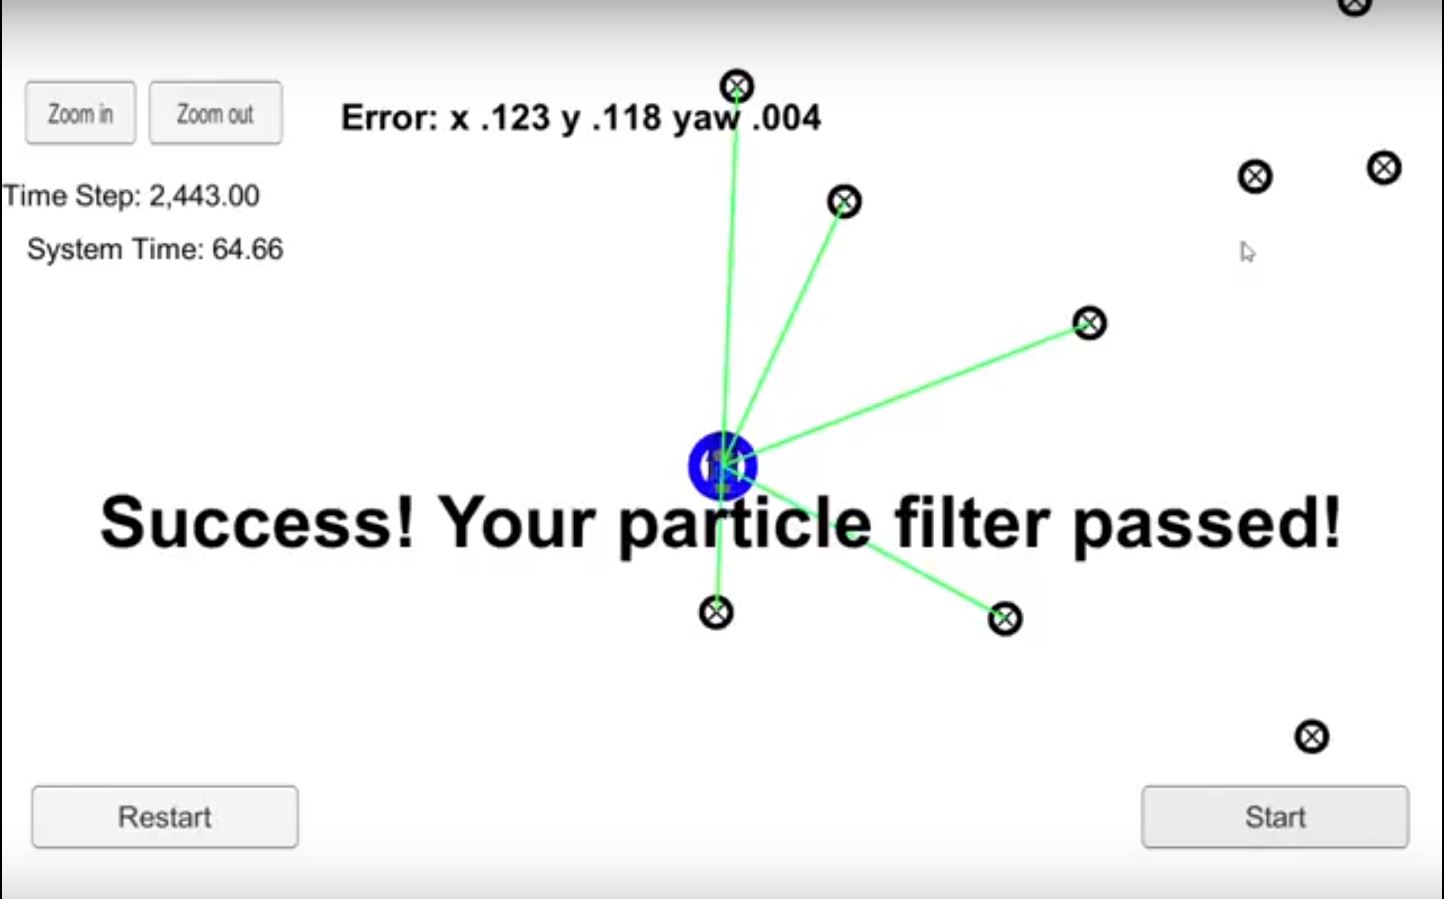 Zoom in
Zoom out
Error: x .123 y .118 yaw .004
Time Step: 2,443.00
System Time: 64.66
Success! Your particle filter passed!
Restart
Start